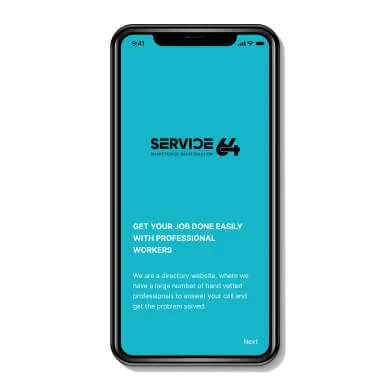 9:41
SERVICE 64
GET YOUR JOB DONE EASILY
WITH PROFESSIONAL
WORKERS
We are a directory website, where we
have a large number of hand vetted
professionals to answer your call and
get the problem solved.
Next